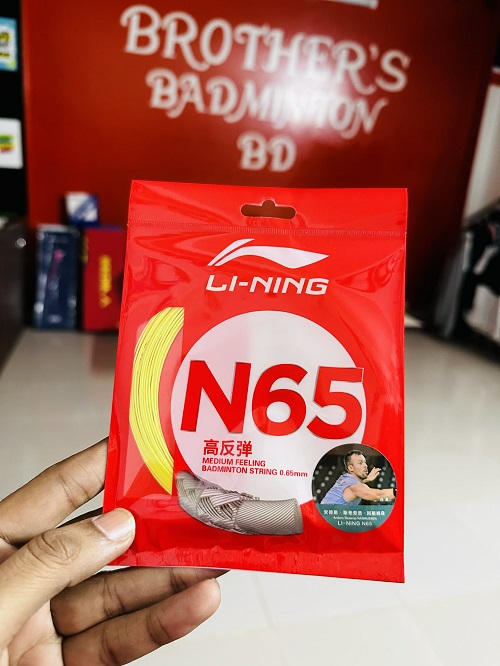 BROTHER'S
BADMINTON
BD
LI-NING
N65
高反弹
MEDIUM FEELING
BADMINTON STRING 0.65mm
LI-NING N65